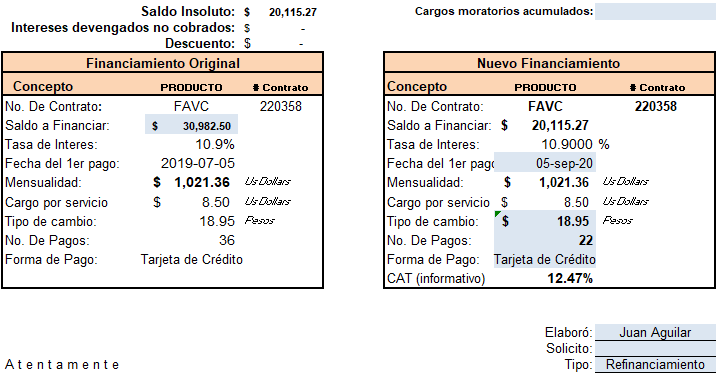 Saldo Insoluto: $ 20,115.27 Cargos moratorios acumulados:
Intereses devengados no cobrados: $ -
Descuento: $ -
Financiamiento Original
Concepto PRODUCTO # Contrato
No. De Contrato: FAVC 220358
Saldo a Financiar: $ 30,982.50
Tasa de Interes: 10.9%
Fecha del 1er pago: 2019-07-05
Mensualidad: $ 1,021.36 Us Dollars
Cargo por servicio $ 8.50 Us Dollars
Tipo de cambio: 18.95 Pesos
No. De Pagos: 36
Forma de Pago: Tarjeta de Crédito
Nuevo Financiamiento
Concepto PRODUCTO # Contrato
No. De Contrato: FAVC 220358
Saldo a Financiar: $ 20,115.27
Tasa de Interes: 10.9000 %
Fecha del 1er pago 05-sep-20
Mensualidad: $ 1,021.36 Us Dollars
Cargo por servicio $ 8.50 Us Dollars
Tipo de cambio: $ 18.95 Pesos
No. De Pagos: 22
Forma de Pago: Tarjeta de Crédito
CAT (informativo) 12.47%
Elaboró: Juan Aguilar
Solicito:
Tipo: Refinanciamiento
A t e n t a m e n t e